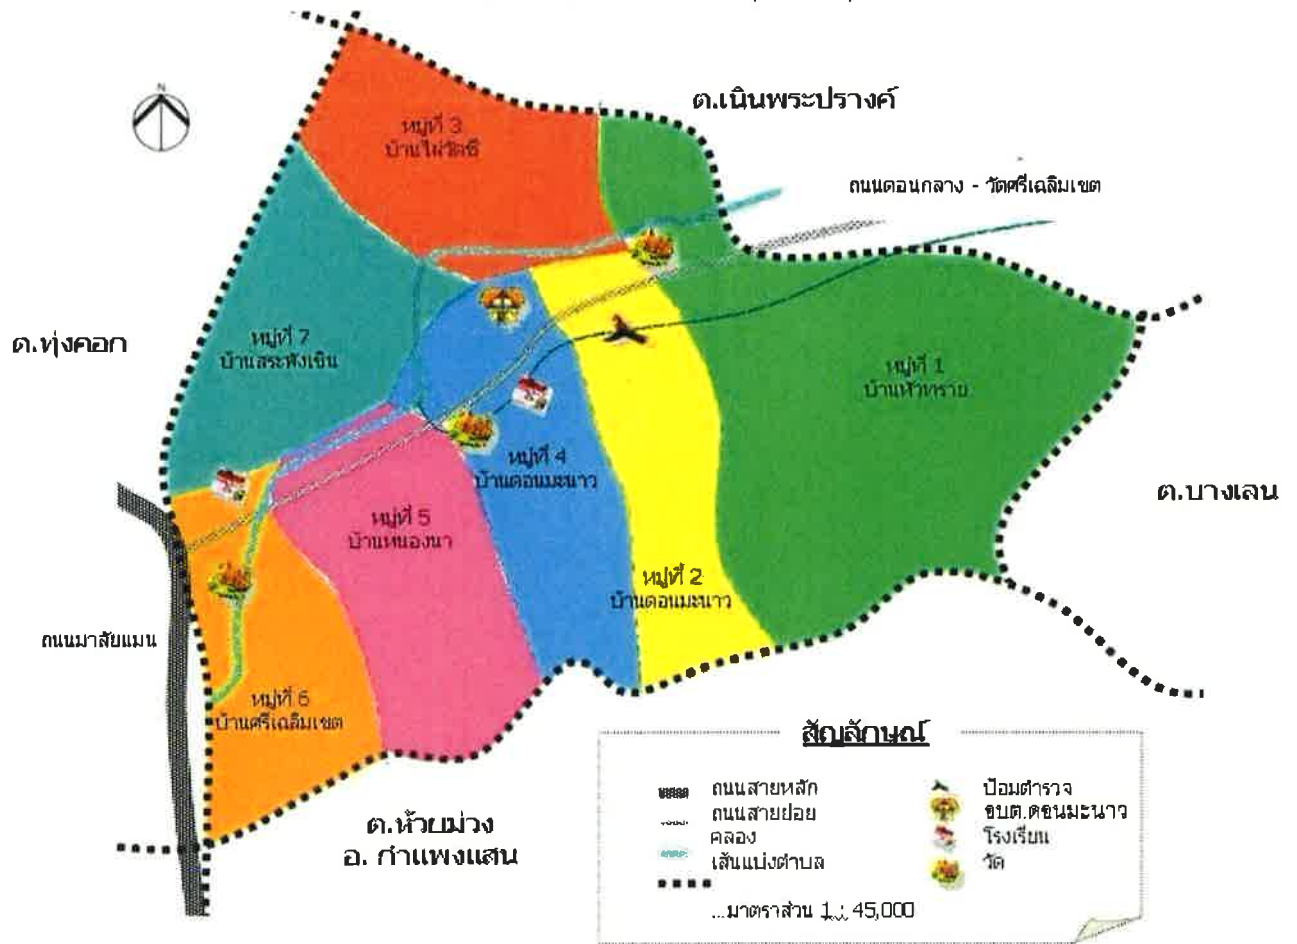 N
ต.เนินพระปรางค์
ถนนดอนกลาง - วัดศรีเฉลิมเขต
หมู่ที่ 3
บ้านไผ่วัดชี
ต.ทุ่งคอก
หมู่ที่ 7
บ้านสระพังเขิน
หมู่ที่ 1
บ้านหัวทราย
หมู่ที่ 4
บ้านดอนมะนาว
ต.บางเลน
หมู่ที่ 5
บ้านหนองนา
หมู่ที่ 2
บ้านดอนมะนาว
ถนนมาลัยแมน
หมู่ที่ 6
บ้านศรีเฉลิมเขต
ต.ห้วยม่วง
อ. กำแพงแสน
สัญลักษณ์
ถนนสายหลัก
ถนนสายย่อย
คลอง
เส้นแบ่งตำบล
ป้อมตำรวจ
อบต.ดอนมะนาว
โรงเรียน
วัด
...มาตราส่วน 1 : 45,000